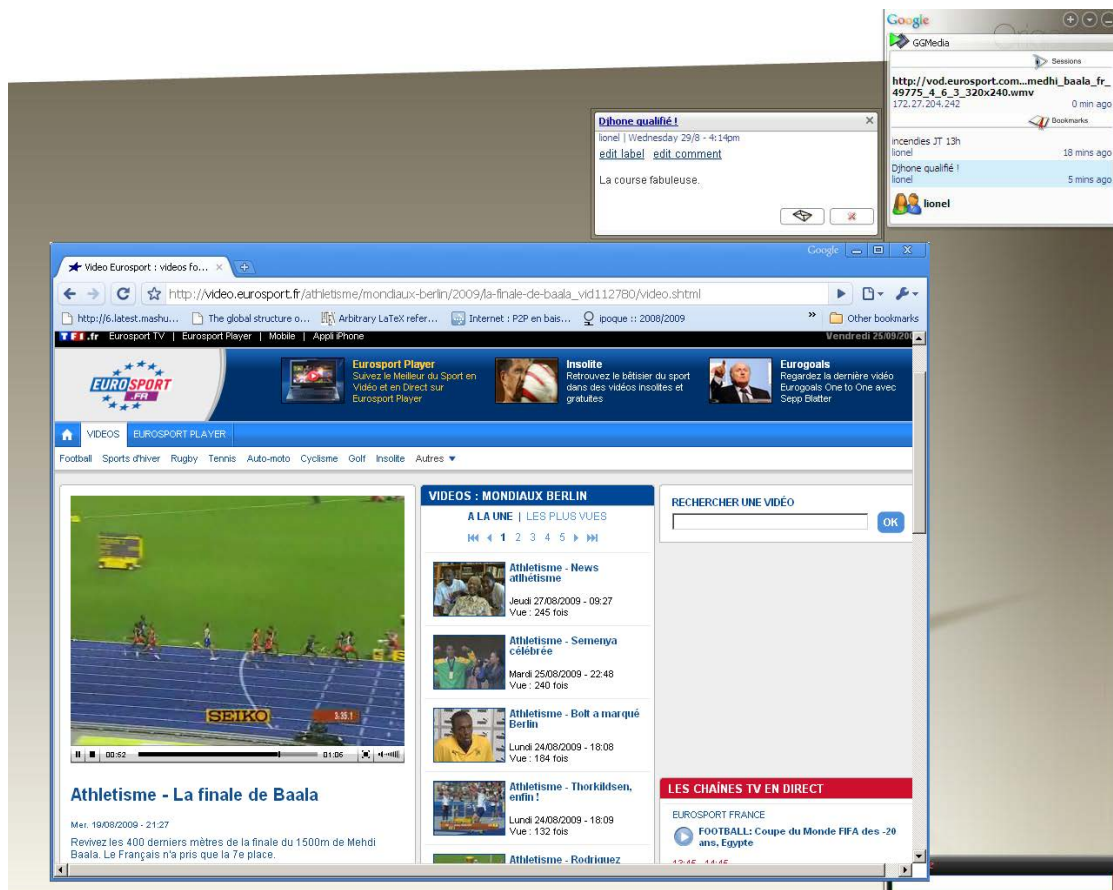 Google
GGMedia
Sessions
http://vod.eurosport.com...medhi_baala_fr_
49775_4_6_3_320x240.wmv
172.27.204.242 0 min ago
Bookmarks
incendies JT 13h
lionel 18 mins ago
Djhone qualifié !
lionel 5 mins ago
lionel
Djhone qualifié !
lionel | Wednesday 29/8 - 4:14pm
edit label edit comment
La course fabuleuse.
Google
Video Eurosport : videos fo...
http://video.eurosport.fr/athletisme/mondiaux-berlin/2009/la-finale-de-baala_vid112780/video.shtml
http://6.latest.mashu... The global structure o... Arbitrary LaTeX refer... Internet : P2P en bais... ipoque :: 2008/2009 » Other bookmarks
TF1.fr Eurosport TV | Eurosport Player | Mobile | Appli iPhone Vendredi 25/09/200
EUROSPORT
.FR
Eurosport Player
Suivez le Meilleur du Sport en
Vidéo et en Direct sur
Eurosport Player
Insolite
Retrouvez le bêtisier du sport
dans des vidéos insolites et
gratuites
Eurogoals
Regardez la dernière vidéo
Eurogoals One to One avec
Sepp Blatter
VIDEOS EUROSPORT PLAYER
Football Sports d'hiver Rugby Tennis Auto-moto Cyclisme Golf Insolite Autres
SEIKO 3.35.1
00:52 01:06
Athletisme - La finale de Baala
Mer. 19/08/2009 - 21:27
Revivez les 400 derniers mètres de la finale du 1500m de Mehdi
Baala. Le Français n'a pris que la 7e place.
VIDEOS : MONDIAUX BERLIN
A LA UNE | LES PLUS VUES
1 2 3 4 5
Athletisme - News
atlhétisme
Jeudi 27/08/2009 - 09:27
Vue : 245 fois
Athletisme - Semenya
célébrée
Mardi 25/08/2009 - 22:48
Vue : 240 fois
Athletisme - Bolt a marqué
Berlin
Lundi 24/08/2009 - 18:08
Vue : 184 fois
Athletisme - Thorkildsen,
enfin !
Lundi 24/08/2009 - 18:09
Vue : 132 fois
Athletisme - Rodriguez
RECHERCHER UNE VIDÉO
OK
LES CHAÎNES TV EN DIRECT
EUROSPORT FRANCE
FOOTBALL: Coupe du Monde FIFA des -20
ans, Egypte